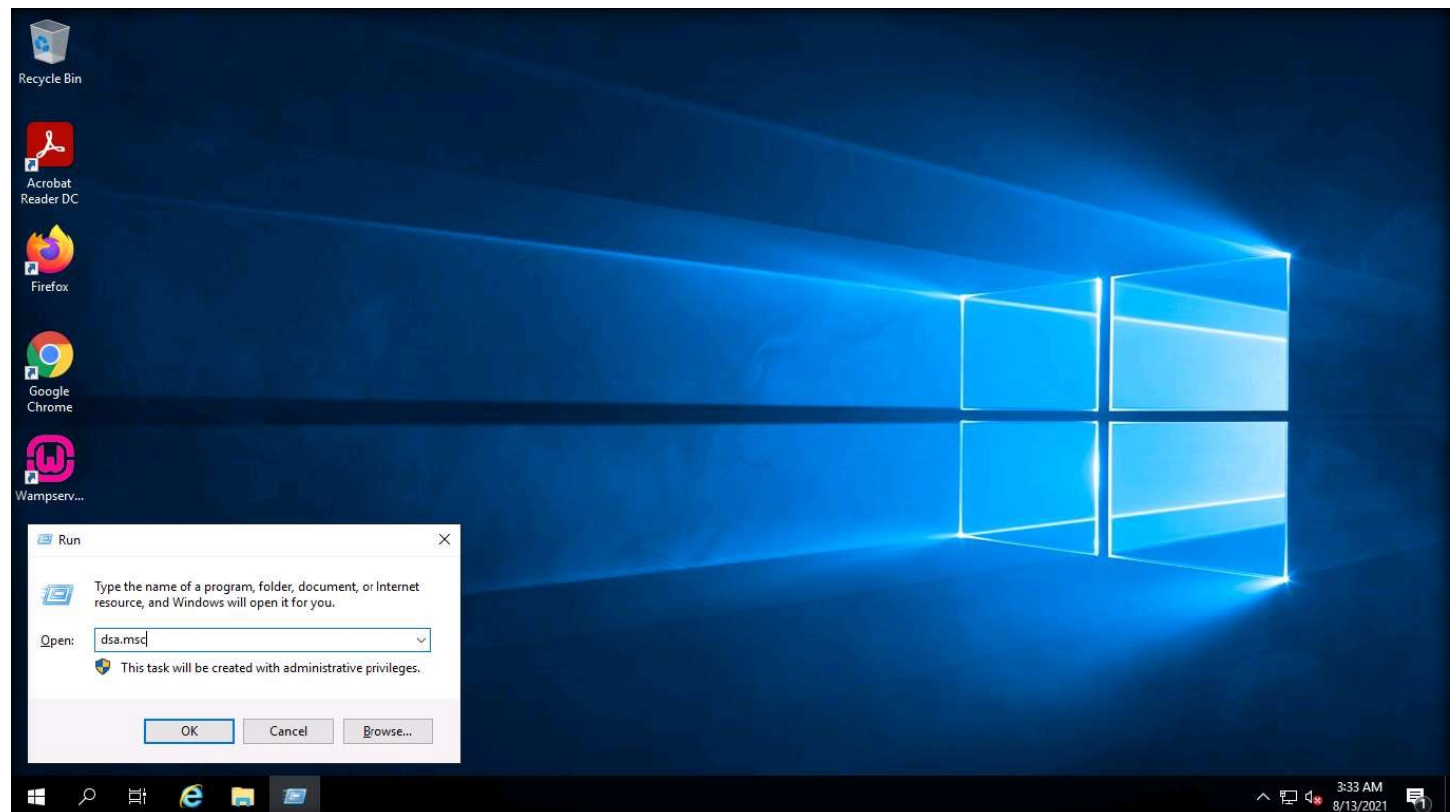 Recycle Bin
Acrobat
Reader DC
Firefox
Google
Chrome
Wampserv...
Run
Type the name of a program, folder, document, or Internet
resource, and Windows will open it for you.
Open:
dsa.msc
This task will be created with administrative privileges.
OK
Cancel
Browse...
3:33 AM
8/13/2021
1